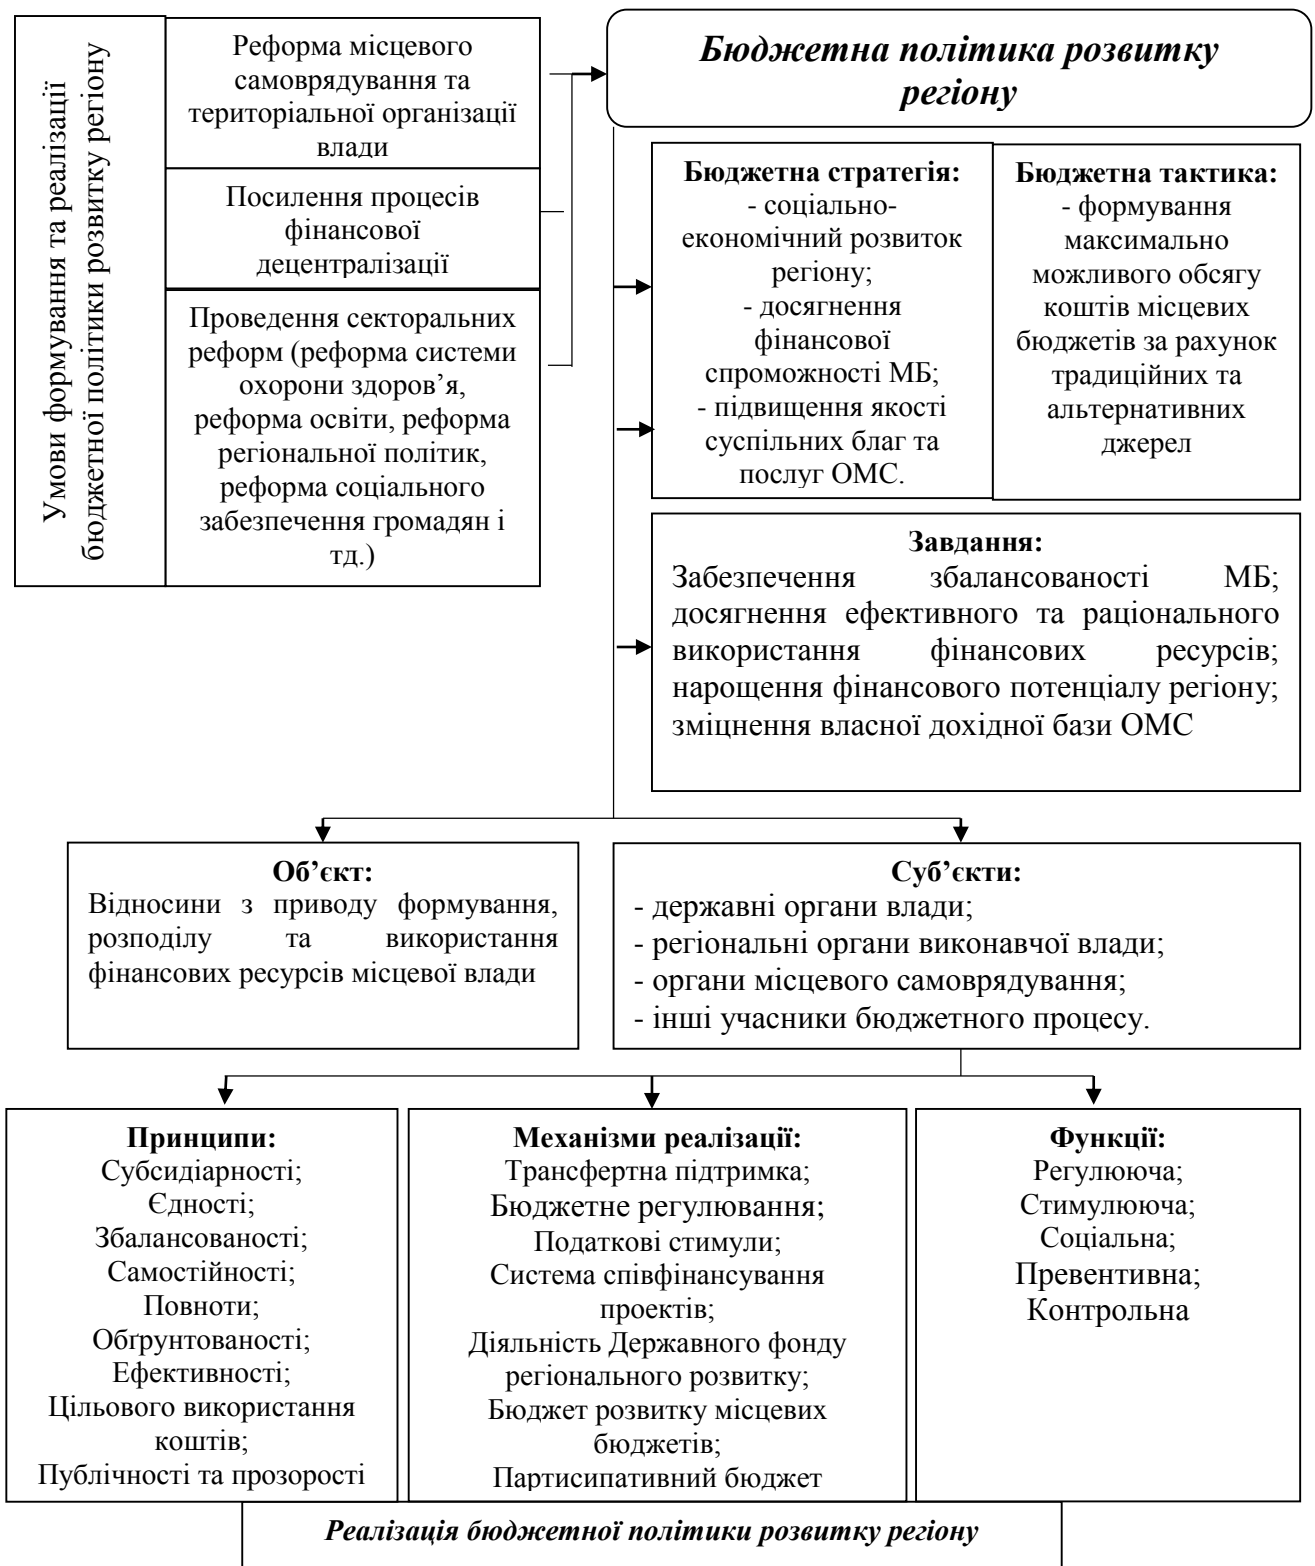 Умови формування та реалізації
бюджетної політики розвитку регіону
Реформа місцевого
самоврядування та
територіальної організації
влади
Посилення процесів
фінансової
децентралізації
Проведення секторальних
реформ (реформа системи
охорони здоров’я,
реформа освіти, реформа
регіональної політик,
реформа соціального
забезпечення громадян і
тд.)
Бюджетна політика розвитку
регіону
Бюджетна стратегія:
- соціально-
економічний розвиток
регіону;
- досягнення
фінансової
спроможності МБ;
- підвищення якості
суспільних благ та
послуг ОМС.
Бюджетна тактика:
- формування
максимально
можливого обсягу
коштів місцевих
бюджетів за рахунок
традиційних та
альтернативних
джерел
Завдання:
Забезпечення збалансованості МБ;
досягнення ефективного та раціонального
використання фінансових ресурсів;
нарощення фінансового потенціалу регіону;
зміцнення власної дохідної бази ОМС
Об’єкт:
Відносини з приводу формування,
розподілу та використання
фінансових ресурсів місцевої влади
Суб’єкти:
- державні органи влади;
- регіональні органи виконавчої влади;
- органи місцевого самоврядування;
- інші учасники бюджетного процесу.
Принципи:
Субсидіарності;
Єдності;
Збалансованості;
Самостійності;
Повноти;
Обґрунтованості;
Ефективності;
Цільового використання
коштів;
Публічності та прозорості
Механізми реалізації:
Трансфертна підтримка;
Бюджетне регулювання;
Податкові стимули;
Система співфінансування
проектів;
Діяльність Державного фонду
регіонального розвитку;
Бюджет розвитку місцевих
бюджетів;
Партисипативний бюджет
Функції:
Регулююча;
Стимулююча;
Соціальна;
Превентивна;
Контрольна
Реалізація бюджетної політики розвитку регіону